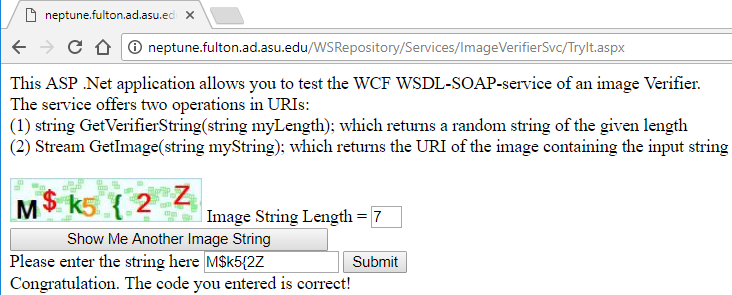 neptune.fulton.ad.asu.ed
neptune.fulton.ad.asu.edu/WSRepository/Services/ImageVerifierSvc/TryIt.aspx
This ASP .Net application allows you to test the WCF WSDL-SOAP-service of an image Verifier.
The service offers two operations in URIs:
(1) string GetVerifierString(string myLength); which returns a random string of the given length
(2) Stream GetImage(string myString); which returns the URI of the image containing the input string
M$k5{2Z Image String Length = 7
Show Me Another Image String
Please enter the string here M$k5{2Z Submit
Congratulation. The code you entered is correct!